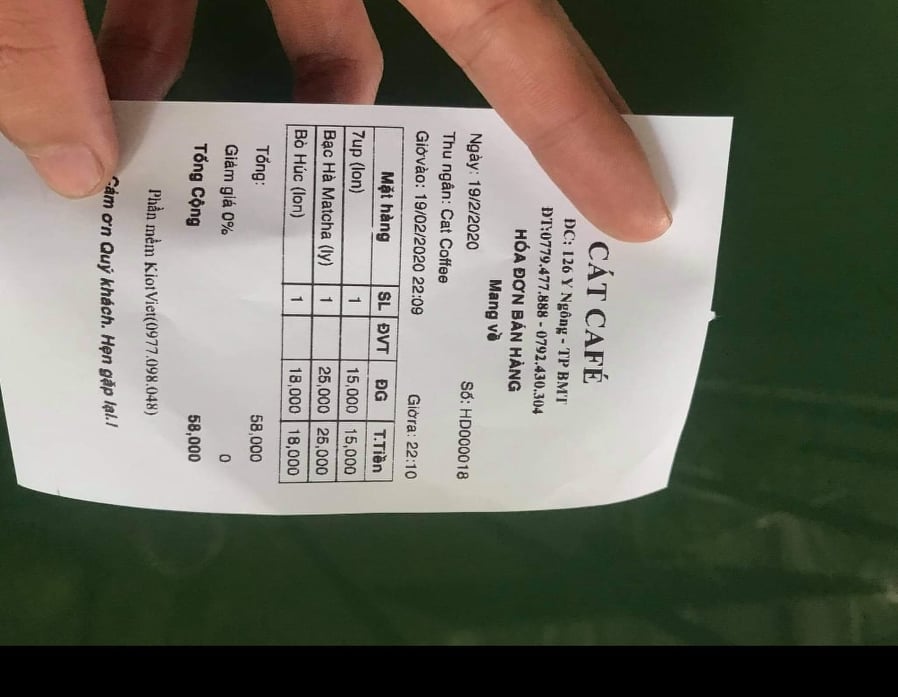 CÁT CAFÉ
ĐC: 126 Y Ngông - TP BMT
ĐT:0779.477.888 - 0792.430.304
HÓA ĐƠN BÁN HÀNG
Mang về
Ngày: 19/2/2020 Số: HD000018
Thu ngân: Cat Coffee
Giờvào: 19/02/2020 22:09 Giờra: 22:10
Mặt hàng SL ĐVT ĐG T.Tiền
7up (lon) 1 15,000 15,000
Bạc Hà Matcha (ly) 1 25,000 25,000
Bò Húc (lon) 1 18,000 18,000
Tổng: 58,000
Giảm giá 0% 0
Tổng Cộng 58,000
Phần mềm KiotViet(0977.098.048)
Cảm ơn Quý khách. Hẹn gặp lại.!